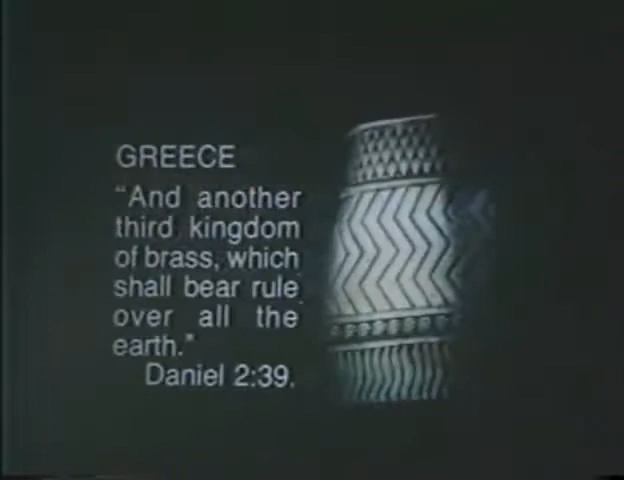 GREECE
"And another
third kingdom
of brass, which
shall bear rule
over all the
earth."
Daniel 2:39.